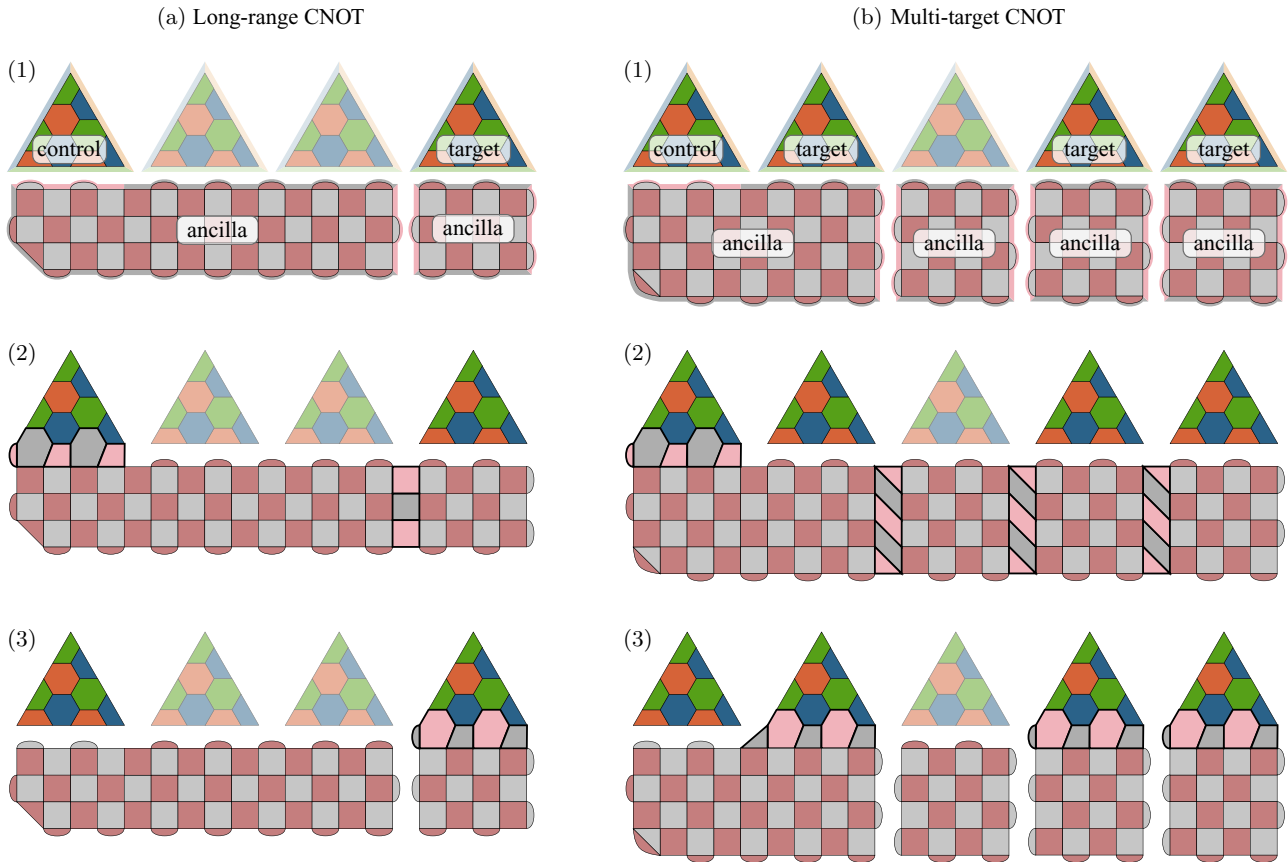 (a) Long-range CNOT
(1)
control
target
ancilla
ancilla
(2)
(3)
(b) Multi-target CNOT
(1)
control
target
target
target
ancilla
ancilla
ancilla
ancilla
(2)
(3)